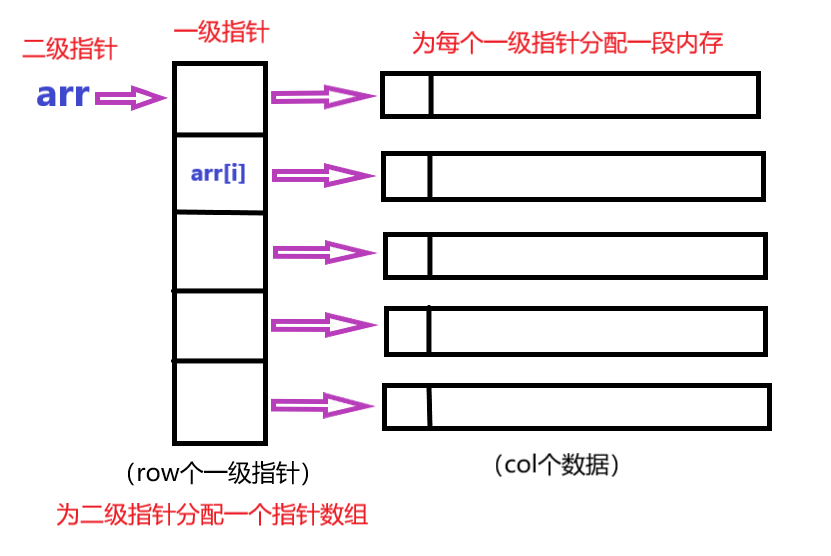 二级指针
一级指针
为每个一级指针分配一段内存
arr
arr[i]
（row个一级指针）
（col个数据）
为二级指针分配一个指针数组